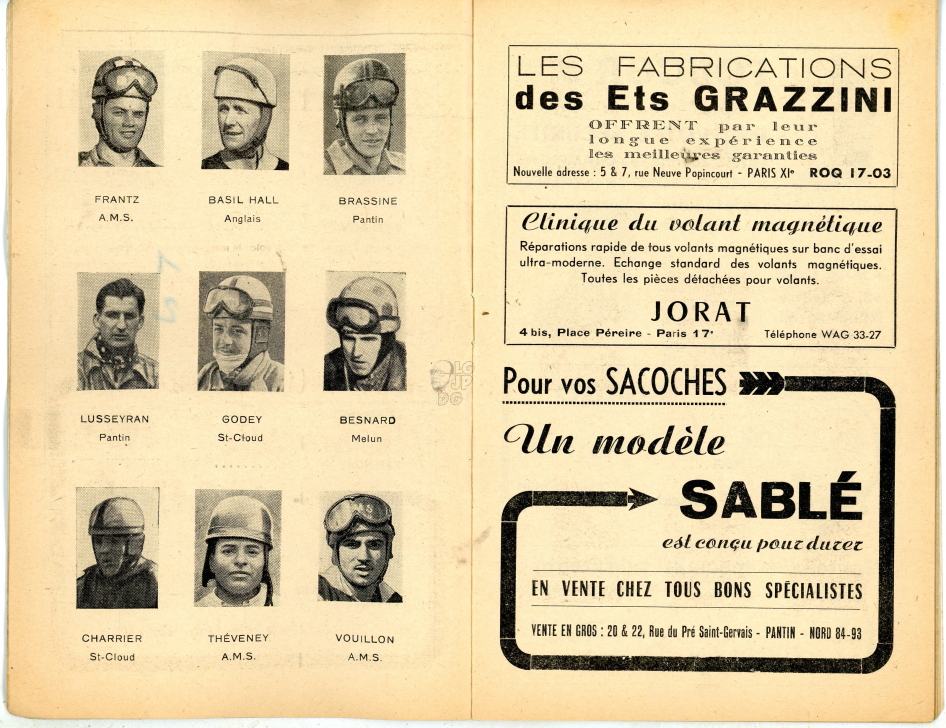 FRANTZ
A.M.S.
BASIL HALL
Anglais
BRASSINE
Pantin
LUSSEYRAN
Pantin
GODEY
St-Cloud
BESNARD
Melun
CHARRIER
St-Cloud
THÉVENEY
A.M.S.
VOUILLON
A.M.S.
LES FABRICATIONS
des Ets GRAZZINI
OFFRENT par leur
longue expérience
les meilleures garanties
Nouvelle adresse : 5 & 7, rue Neuve Popincourt - PARIS XIe ROQ 17-03
Clinique du volant magnétique
Réparations rapide de tous volants magnétiques sur banc d'essai
ultra-moderne. Echange standard des volants magnétiques.
Toutes les pièces détachées pour volants.
JORAT
4 bis, Place Péreire - Paris 17e Téléphone WAG 33-27
Pour vos SACOCHES
Un modèle
SABLÉ
est conçu pour durer
EN VENTE CHEZ TOUS BONS SPÉCIALISTES
VENTE EN GROS : 20 & 22, Rue du Pré Saint-Gervais - PANTIN - NORD 84-93